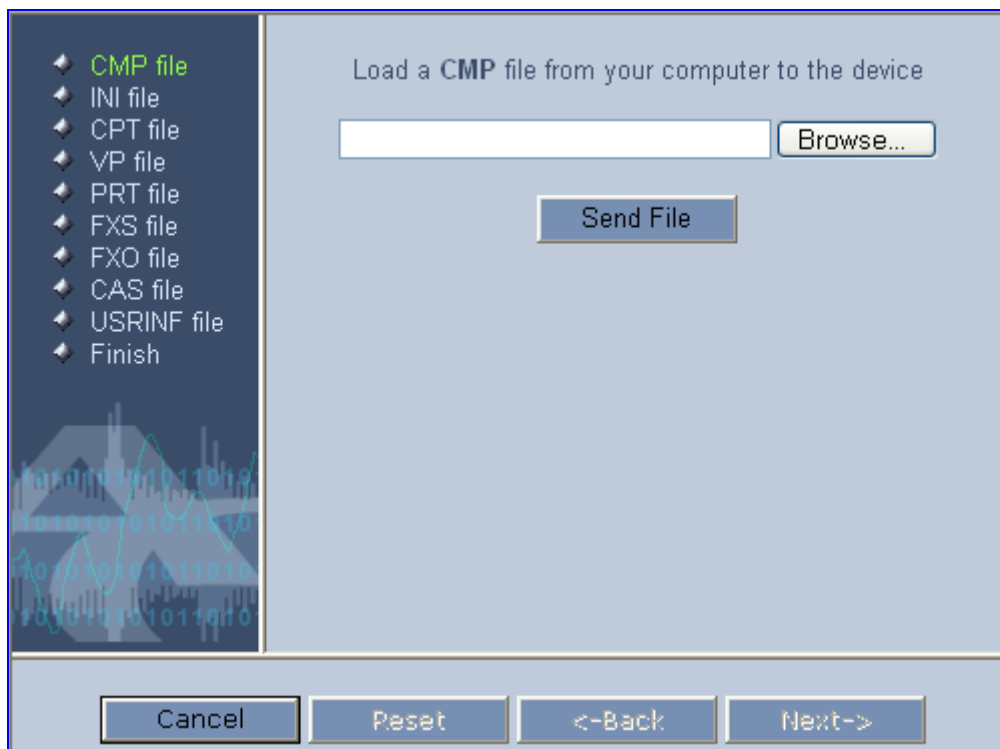 CMP file
INI file
CPT file
VP file
PRT file
FXS file
FXO file
CAS file
USRINF file
Finish
Load a CMP file from your computer to the device
Browse...
Send File
Cancel
Reset
<-Back
Next->